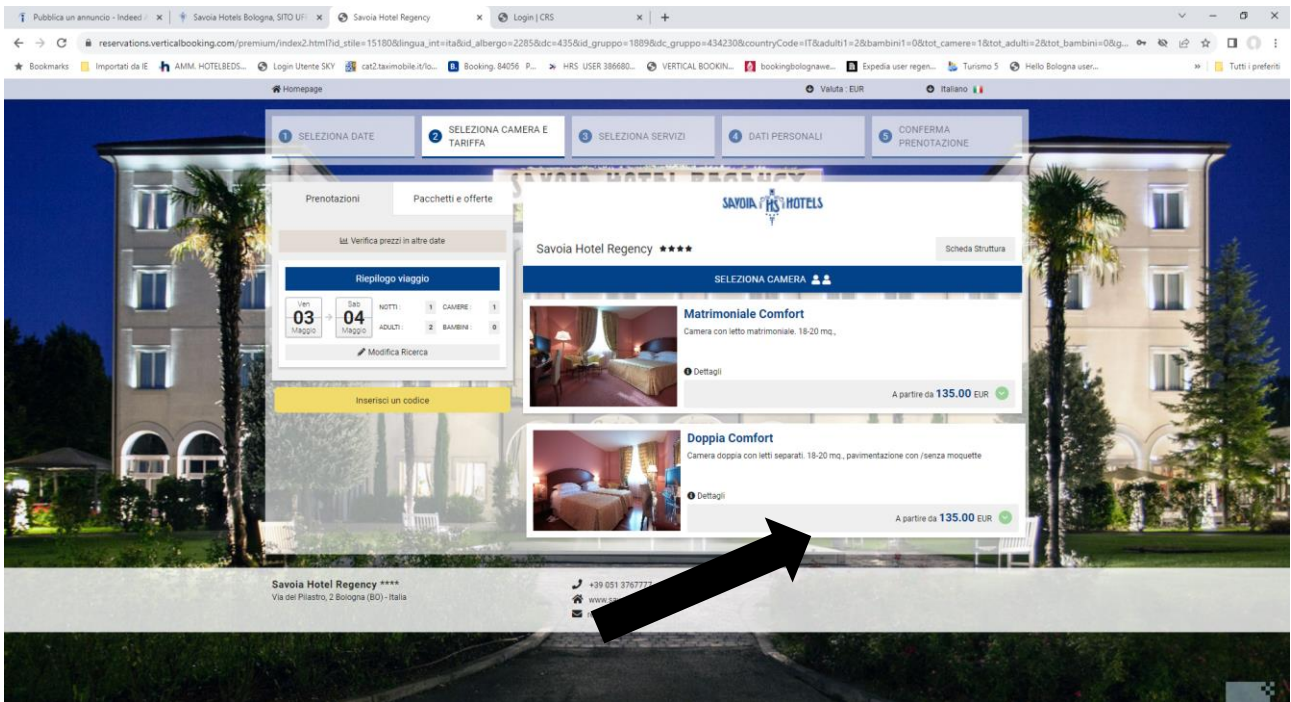 Pubblica un annuncio - Indeed /
Savoia Hotels Bologna, SITO UF
Savoia Hotel Regency
Login | CRS
reservations.verticalbooking.com/premium/index2.html?id_stile=15180&lingua_int=ita&id_albergo=2285&dc=435&id_gruppo=1889&dc_gruppo=434230&countryCode=IT&adulti1=2&bambini1=0&tot_camere=1&tot_adulti=2&tot_bambini=0&g...
Bookmarks
Importati da IE
AMM. HOTELBEDS...
Login Utente SKY
cat2.taximobile.it/lo...
Booking. 84056 P...
HRS USER 386680...
VERTICAL BOOKIN...
bookingbolognawe...
Expedia user regen...
Turismo 5
Hello Bologna user...
»
Tutti i preferiti
Homepage
Valuta : EUR
Italiano
1 SELEZIONA DATE
2 SELEZIONA CAMERA E
TARIFFA
3 SELEZIONA SERVIZI
4 DATI PERSONALI
5 CONFERMA
PRENOTAZIONE
SAVOIA HOTEL REGENCY
Prenotazioni
Pacchetti e offerte
SAVOIA HS HOTELS
Verifica prezzi in altre date
Savoia Hotel Regency ★★★★
Scheda Struttura
Riepilogo viaggio
SELEZIONA CAMERA
Ven
03
Maggio
Sab
04
Maggio
NOTTI : 1 CAMERE : 1
ADULTI : 2 BAMBINI : 0
Modifica Ricerca
Inserisci un codice
Matrimoniale Comfort
Camera con letto matrimoniale. 18-20 mq.,
Dettagli
A partire da 135.00 EUR
Doppia Comfort
Camera doppia con letti separati. 18-20 mq., pavimentazione con /senza moquette
Dettagli
A partire da 135.00 EUR
Savoia Hotel Regency ****
Via del Pilastro, 2 Bologna (BO) - Italia
+39 051 3767777